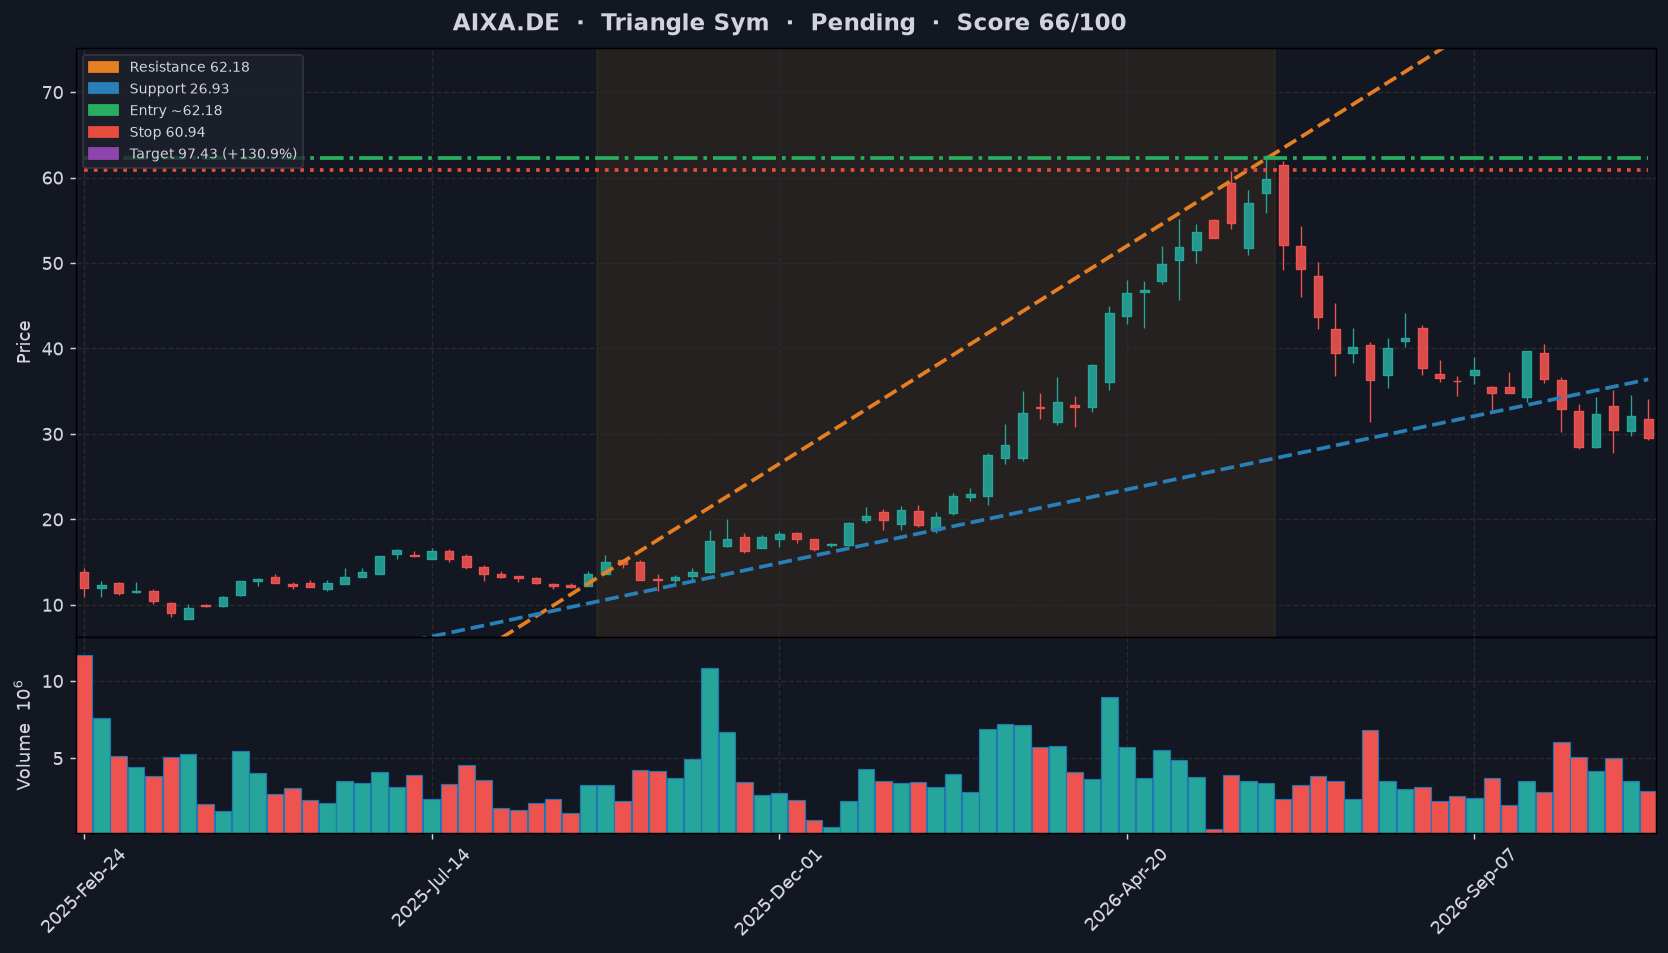 AIXA.DE · Triangle Sym · Pending · Score 66/100
Resistance 62.18
Support 26.93
Entry ~62.18
Stop 60.94
Target 97.43 (+130.9%)
Price
70
60
50
40
30
20
10
Volume 10⁶
10
5
2025-Feb-24
2025-Jul-14
2025-Dec-01
2026-Apr-20
2026-Sep-07